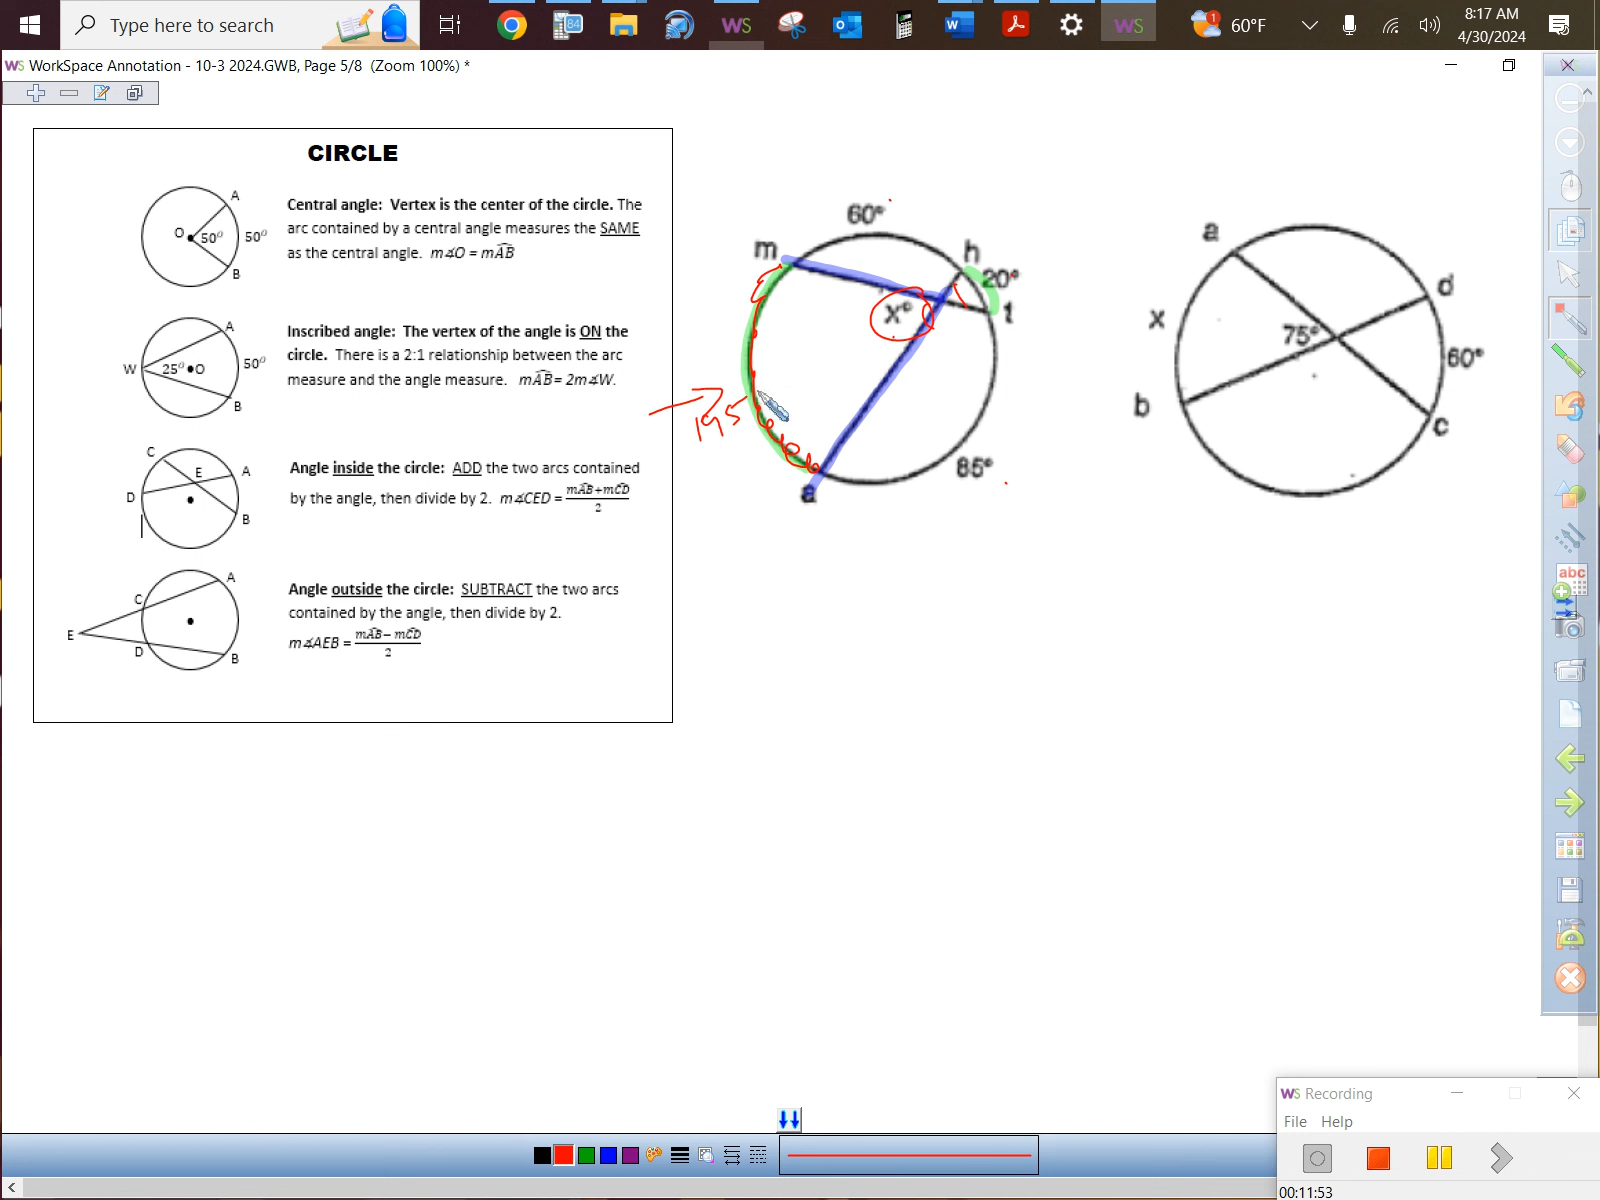 Type here to search
84
WS
WS
1
60°F
8:17 AM
4/30/2024
WS WorkSpace Annotation - 10-3 2024.GWB, Page 5/8 (Zoom 100%) *
CIRCLE
A
O
50°
50°
B
Central angle: Vertex is the center of the circle. The
arc contained by a central angle measures the SAME
as the central angle. m∡O = mAB
A
W
25°
O
50°
B
Inscribed angle: The vertex of the angle is ON the
circle. There is a 2:1 relationship between the arc
measure and the angle measure. mAB = 2m∡W.
C
E
A
D
B
Angle inside the circle: ADD the two arcs contained
by the angle, then divide by 2. m∡CED = mAB+mCD
2
A
C
E
D
B
Angle outside the circle: SUBTRACT the two arcs
contained by the angle, then divide by 2.
m∡AEB = mAB− mCD
2
60°
m
h
20°
x°
t
195
85°
a
a
d
x
75°
60°
b
c
abc
WS Recording
File Help
00:11:53